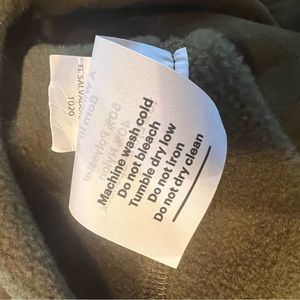 EL SALVADOR
1020
Machine wash cold
Do not bleach
Tumble dry low
Do not iron
Do not dry clean